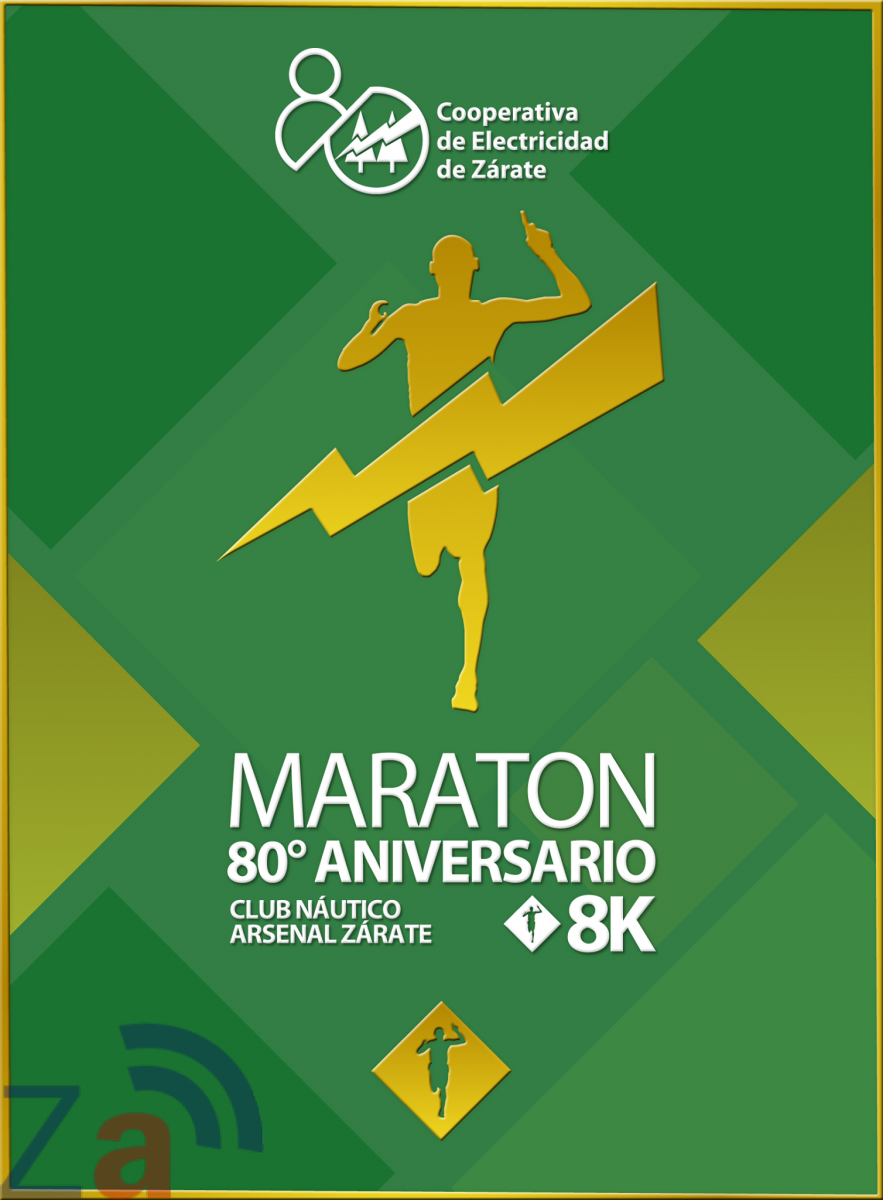 Cooperativa
de Electricidad
de Zárate
MARATON
80° ANIVERSARIO
CLUB NÁUTICO
ARSENAL ZÁRATE
8K
Za